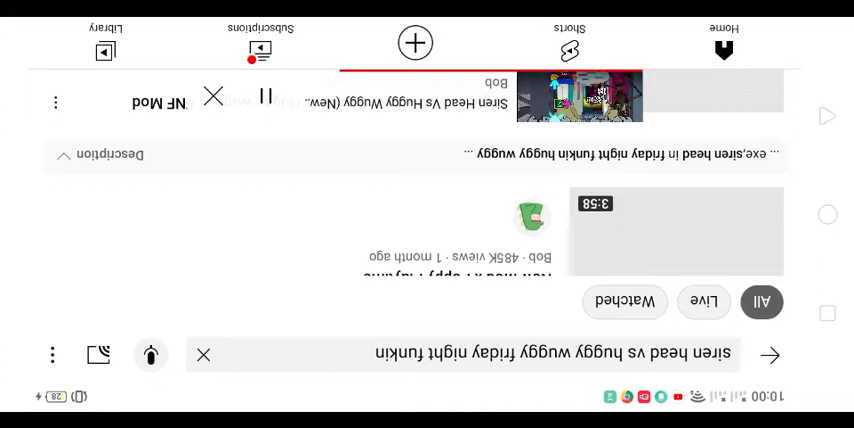 10:00
28
siren head vs huggy wuggy friday night funkin
All
Live
Watched
Bob · 485K views · 1 month ago
3:58
... exe,siren head in friday night funkin huggy wuggy ...
Description
Siren Head Vs Huggy Wuggy (New..
NF Mod
Bob
Home
Shorts
Subscriptions
Library